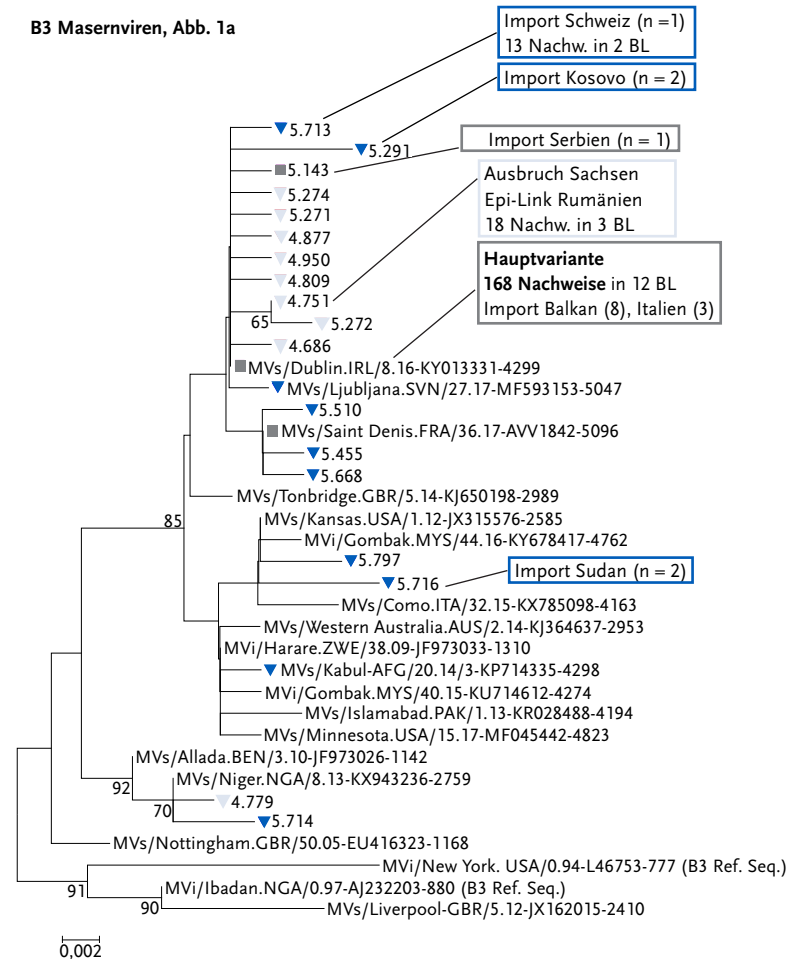 B3 Masernviren, Abb. 1a
Import Schweiz (n =1)
13 Nachw. in 2 BL
Import Kosovo (n = 2)
5.713
5.291
Import Serbien (n = 1)
5.143
Ausbruch Sachsen
Epi-Link Rumänien
18 Nachw. in 3 BL
5.274
5.271
4.877
4.950
4.809
4.751
65
5.272
4.686
Hauptvariante
168 Nachweise in 12 BL
Import Balkan (8), Italien (3)
MVs/Dublin.IRL/8.16-KY013331-4299
MVs/Ljubljana.SVN/27.17-MF593153-5047
5.510
MVs/Saint Denis.FRA/36.17-AVV1842-5096
5.455
5.668
MVs/Tonbridge.GBR/5.14-KJ650198-2989
85
MVs/Kansas.USA/1.12-JX315576-2585
MVi/Gombak.MYS/44.16-KY678417-4762
5.797
5.716
Import Sudan (n = 2)
MVs/Como.ITA/32.15-KX785098-4163
MVs/Western Australia.AUS/2.14-KJ364637-2953
MVi/Harare.ZWE/38.09-JF973033-1310
MVs/Kabul-AFG/20.14/3-KP714335-4298
MVi/Gombak.MYS/40.15-KU714612-4274
MVs/Islamabad.PAK/1.13-KR028488-4194
MVs/Minnesota.USA/15.17-MF045442-4823
MVs/Allada.BEN/3.10-JF973026-1142
MVs/Niger.NGA/8.13-KX943236-2759
92
4.779
70
5.714
MVs/Nottingham.GBR/50.05-EU416323-1168
MVi/New York. USA/0.94-L46753-777 (B3 Ref. Seq.)
91
MVi/Ibadan.NGA/0.97-AJ232203-880 (B3 Ref. Seq.)
90
MVs/Liverpool-GBR/5.12-JX162015-2410
0,002